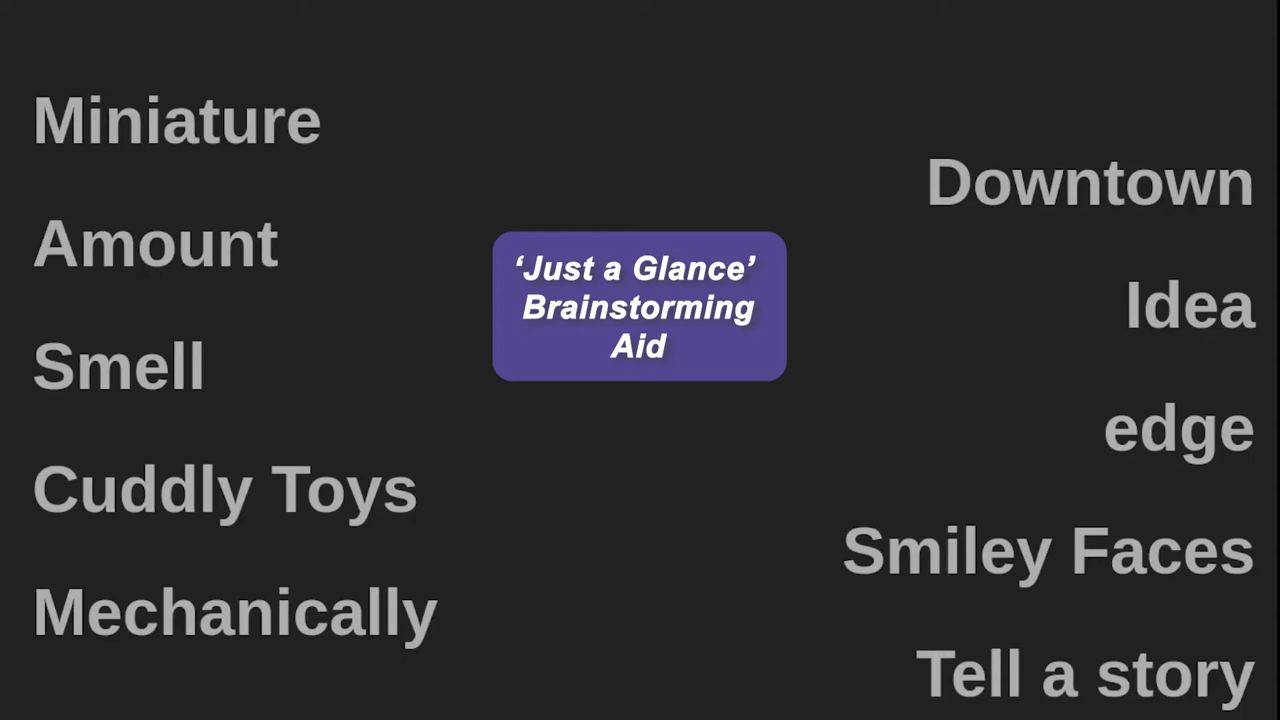 Miniature
Amount
Smell
Cuddly Toys
Mechanically
‘Just a Glance’
Brainstorming
Aid
Downtown
Idea
edge
Smiley Faces
Tell a story